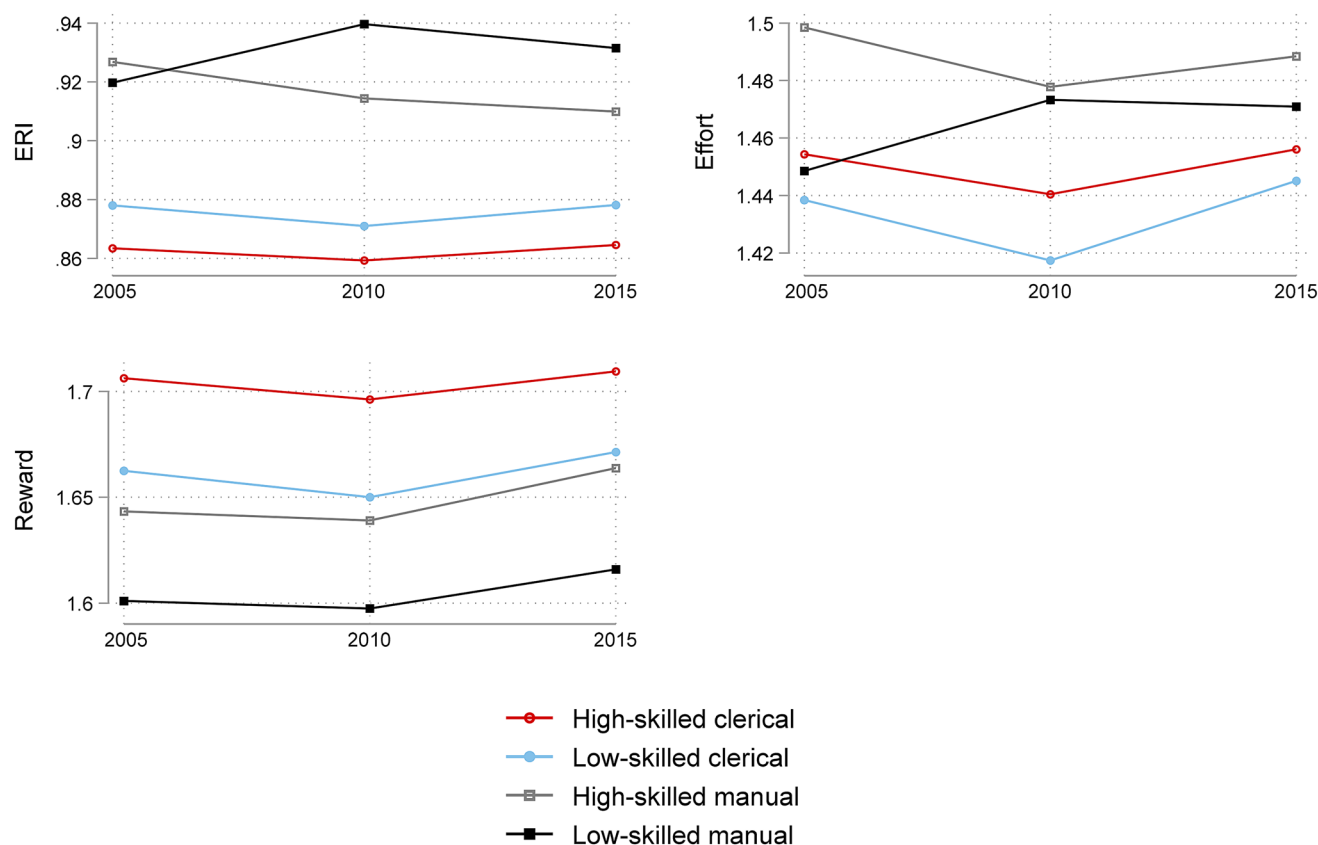 .94
.92
.9
.88
.86
ERI
2005 2010 2015
1.5
1.48
1.46
1.44
1.42
Effort
2005 2010 2015
1.7
1.65
1.6
Reward
2005 2010 2015
High-skilled clerical
Low-skilled clerical
High-skilled manual
Low-skilled manual